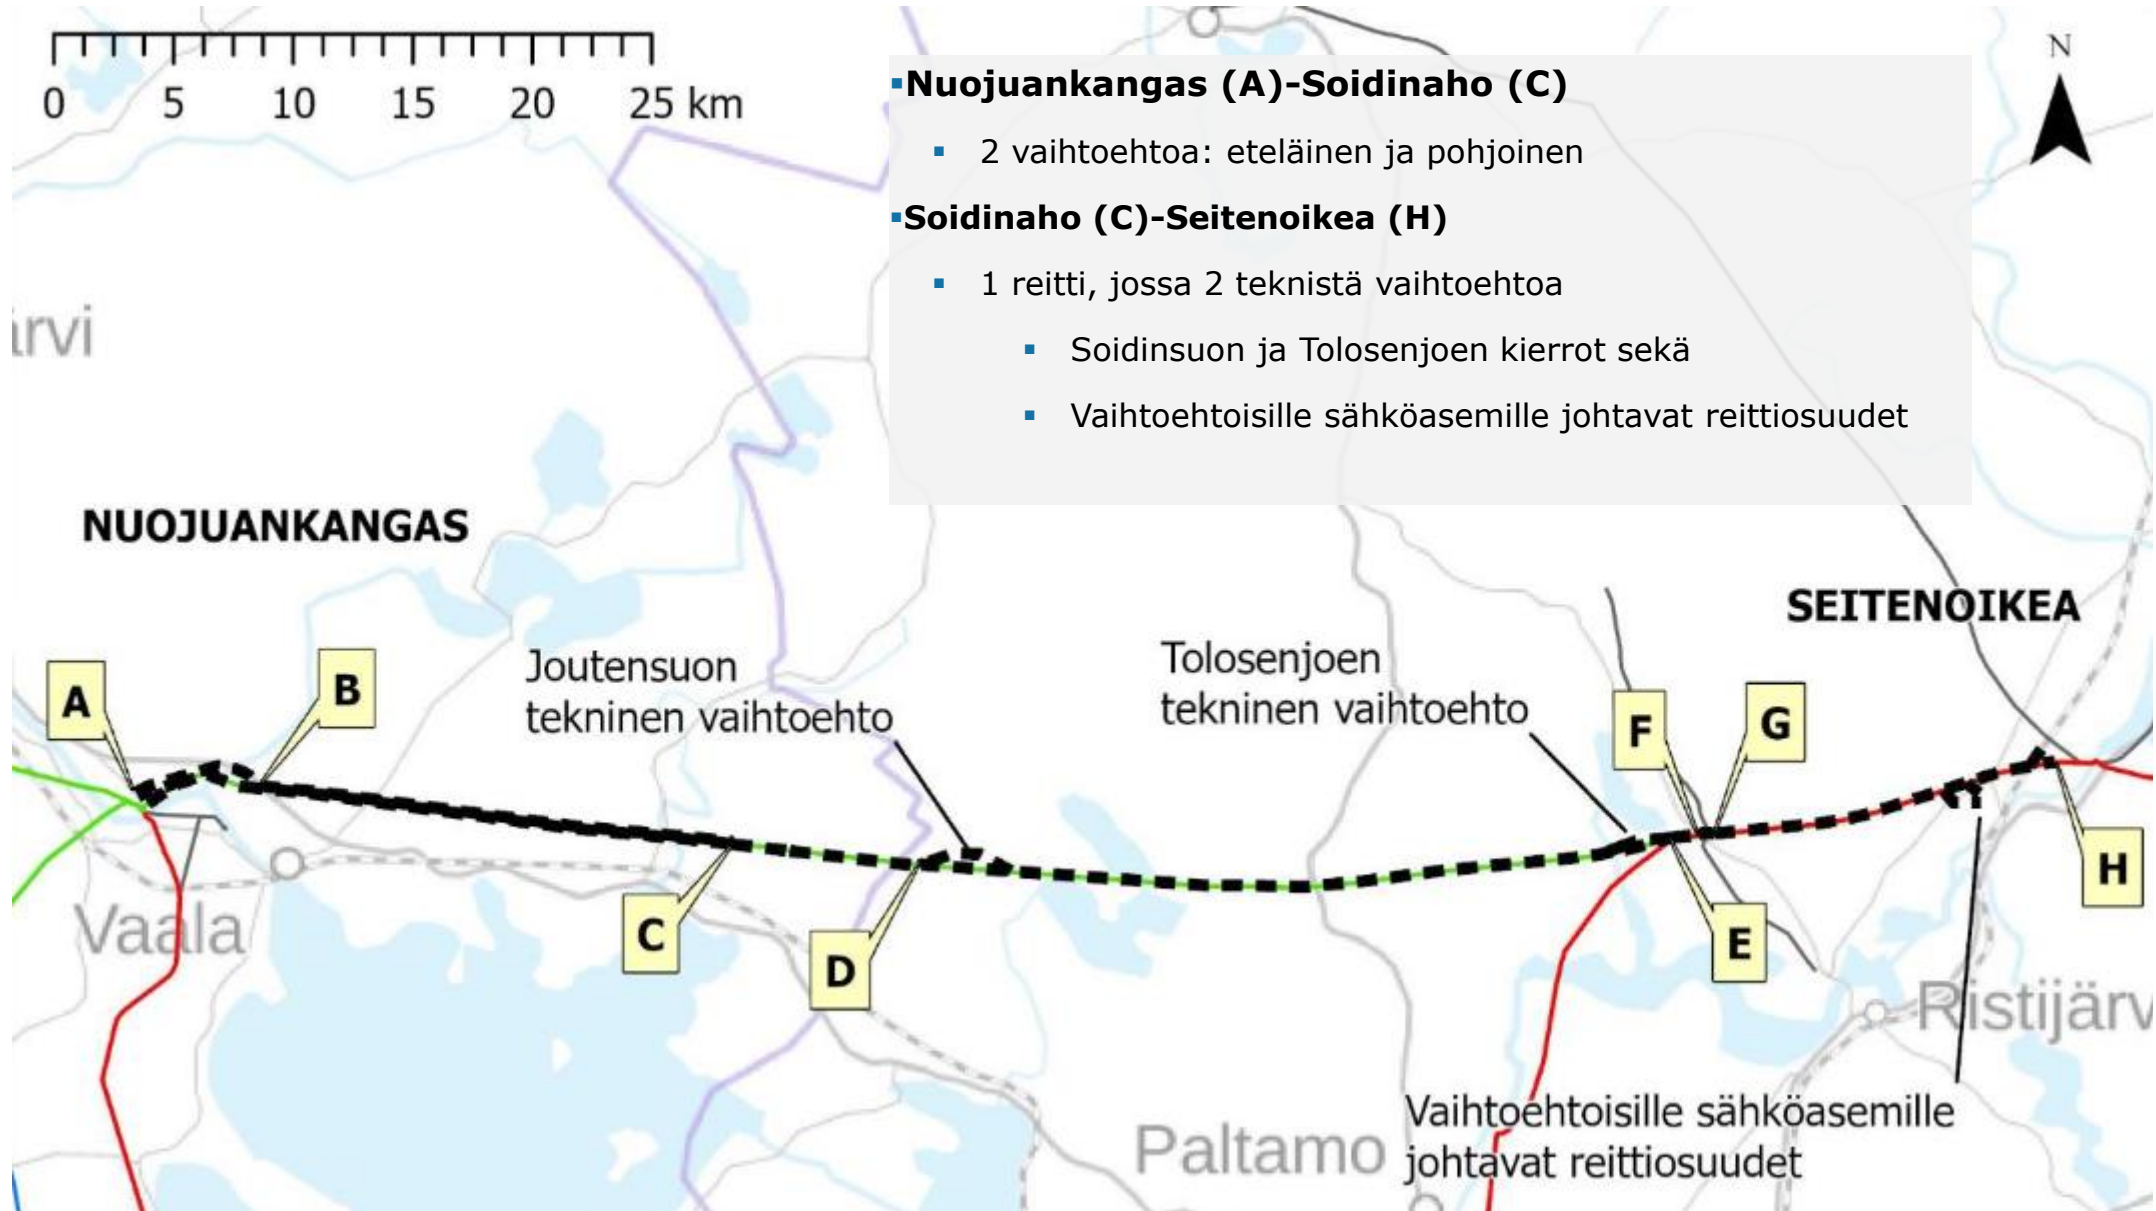 0 5 10 15 20 25 km
N
▪Nuojuankangas (A)-Soidinaho (C)
▪ 2 vaihtoehtoa: eteläinen ja pohjoinen
▪Soidinaho (C)-Seitenoikea (H)
▪ 1 reitti, jossa 2 teknistä vaihtoehtoa
▪ Soidinsuon ja Tolosenjoen kierrot sekä
▪ Vaihtoehtoisille sähköasemille johtavat reittiosuudet
ärvi
NUOJUANKANGAS
SEITENOIKEA
A
B
Joutensuon
tekninen vaihtoehto
Tolosenjoen
tekninen vaihtoehto
F
G
H
Vaala
C
D
E
Ristijärv
Paltamo
Vaihtoehtoisille sähköasemille
johtavat reittiosuudet